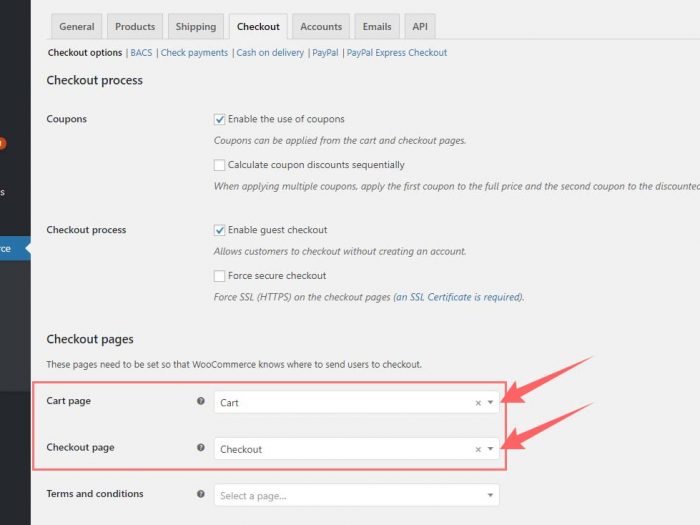 General Products Shipping Checkout Accounts Emails API
Checkout options | BACS | Check payments | Cash on delivery | PayPal | PayPal Express Checkout
Checkout process
Coupons Enable the use of coupons
Coupons can be applied from the cart and checkout pages.
Calculate coupon discounts sequentially
When applying multiple coupons, apply the first coupon to the full price and the second coupon to the discounted
s
Checkout process Enable guest checkout
rce
Allows customers to checkout without creating an account.
Force secure checkout
Force SSL (HTTPS) on the checkout pages (an SSL Certificate is required).
Checkout pages
These pages need to be set so that WooCommerce knows where to send users to checkout.
Cart page ? Cart ×
Checkout page ? Checkout ×
Terms and conditions ? Select a page...